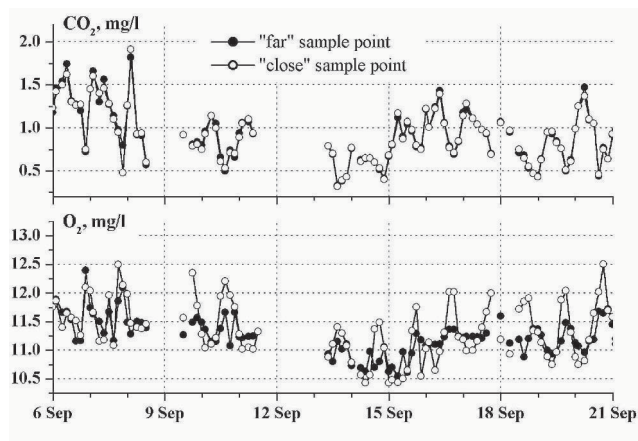 CO₂, mg/l
"far" sample point
"close" sample point
2.0
1.5
1.0
0.5
O₂, mg/l
13.0
12.5
12.0
11.5
11.0
10.5
6 Sep 9 Sep 12 Sep 15 Sep 18 Sep 21 Sep